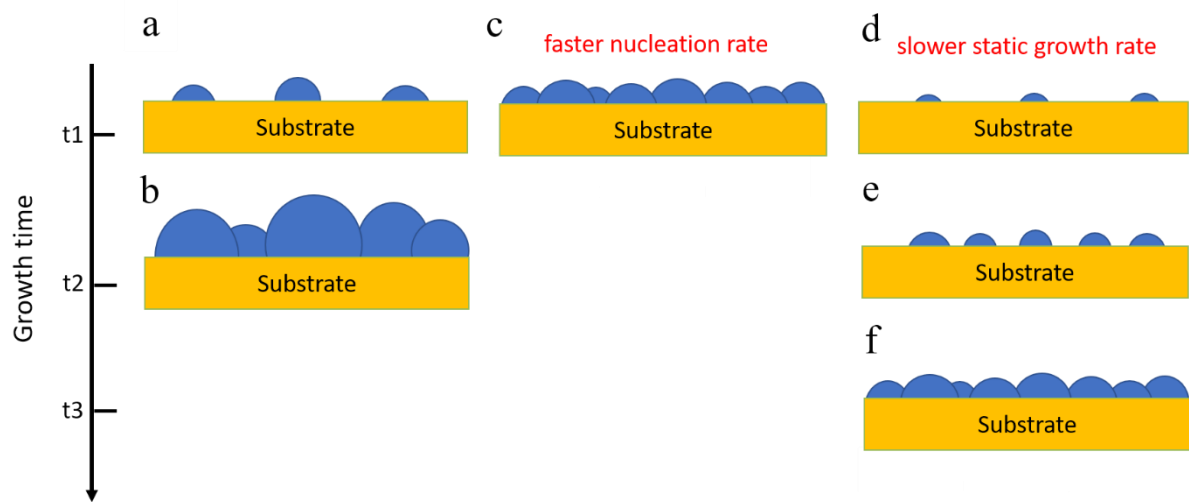 a
c
faster nucleation rate
d
slower static growth rate
Growth time
t1
Substrate
Substrate
Substrate
b
e
t2
Substrate
Substrate
f
t3
Substrate